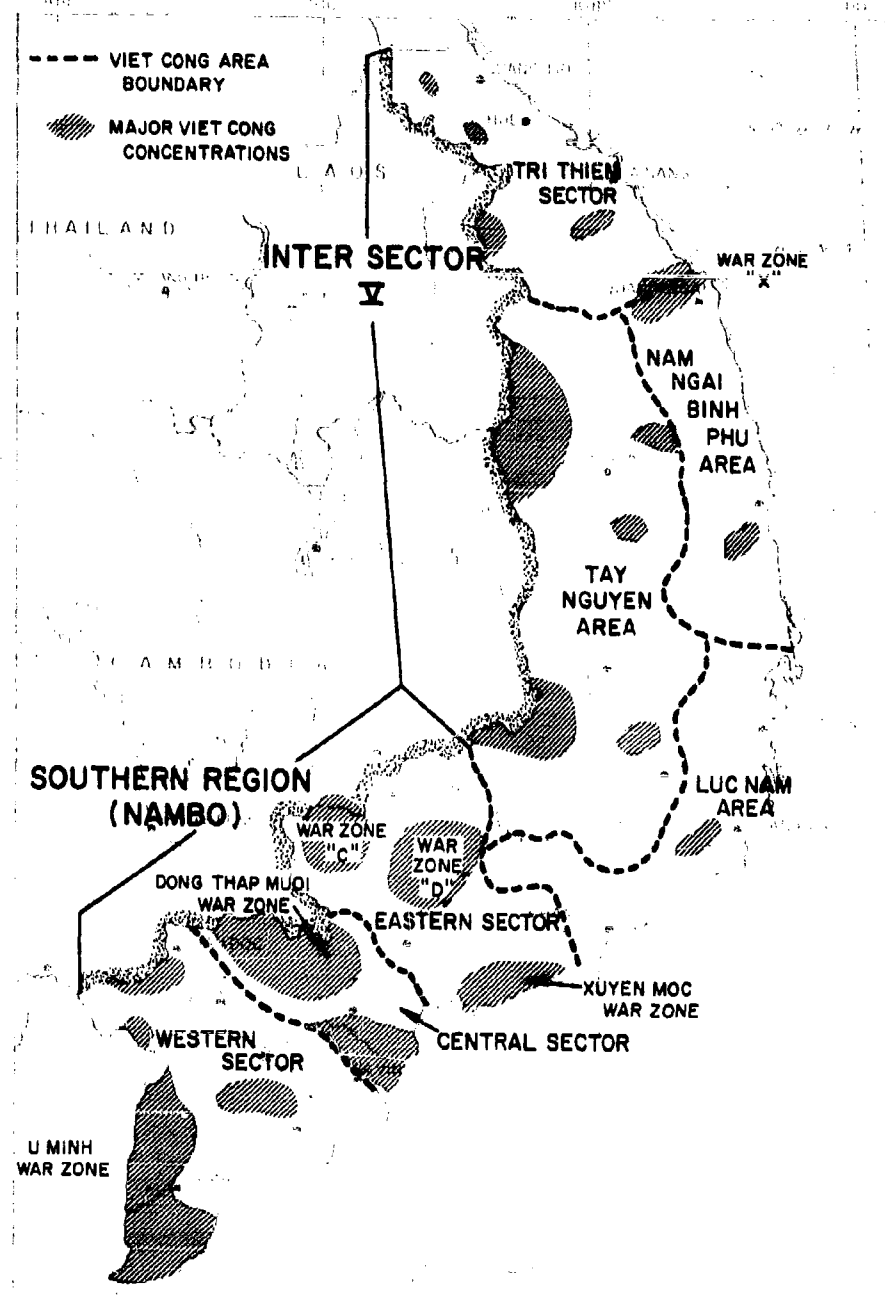 VIET CONG AREA
BOUNDARY
MAJOR VIET CONG
CONCENTRATIONS
LAOS
THAILAND
TRI THIEN
SECTOR
INTER SECTOR
V
WAR ZONE
"X"
NAM
NGAI
BINH
PHU
AREA
TAY
NGUYEN
AREA
CAMBODIA
SOUTHERN REGION
(NAMBO)
LUC NAM
AREA
WAR ZONE
"C"
WAR
ZONE
"D"
DONG THAP MUOI
WAR ZONE
EASTERN SECTOR
XUYEN MOC
WAR ZONE
CENTRAL SECTOR
WESTERN
SECTOR
U MINH
WAR ZONE